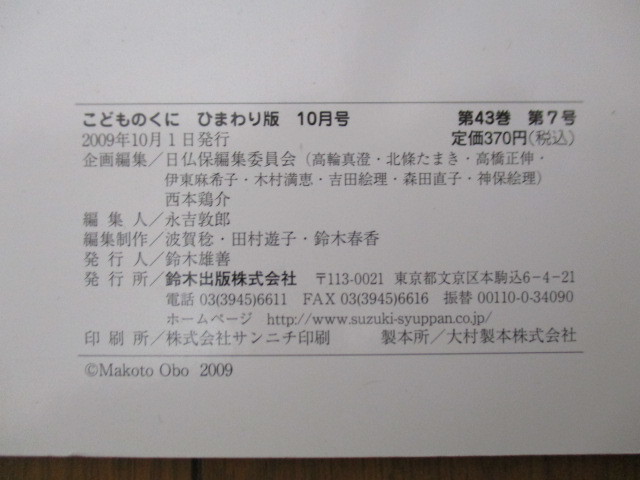 こどものくに ひまわり版 10月号 第43巻 第7号
2009年10月1日発行 定価370円(税込)
企画編集／日仏保編集委員会（高輪真澄・北條たまき・高橋正伸・
伊東麻希子・木村満恵・吉田絵理・森田直子・神保絵理）
西本鶏介
編集人／永吉敦郎
編集制作／波賀稔・田村遊子・鈴木春香
発行人／鈴木雄善
発行所／鈴木出版株式会社 〒113-0021 東京都文京区本駒込6-4-21
電話 03(3945)6611 FAX 03(3945)6616 振替 00110-0-34090
ホームページ http://www.suzuki-syuppan.co.jp/
印刷所／株式会社サンニチ印刷 製本所／大村製本株式会社
©Makoto Obo 2009